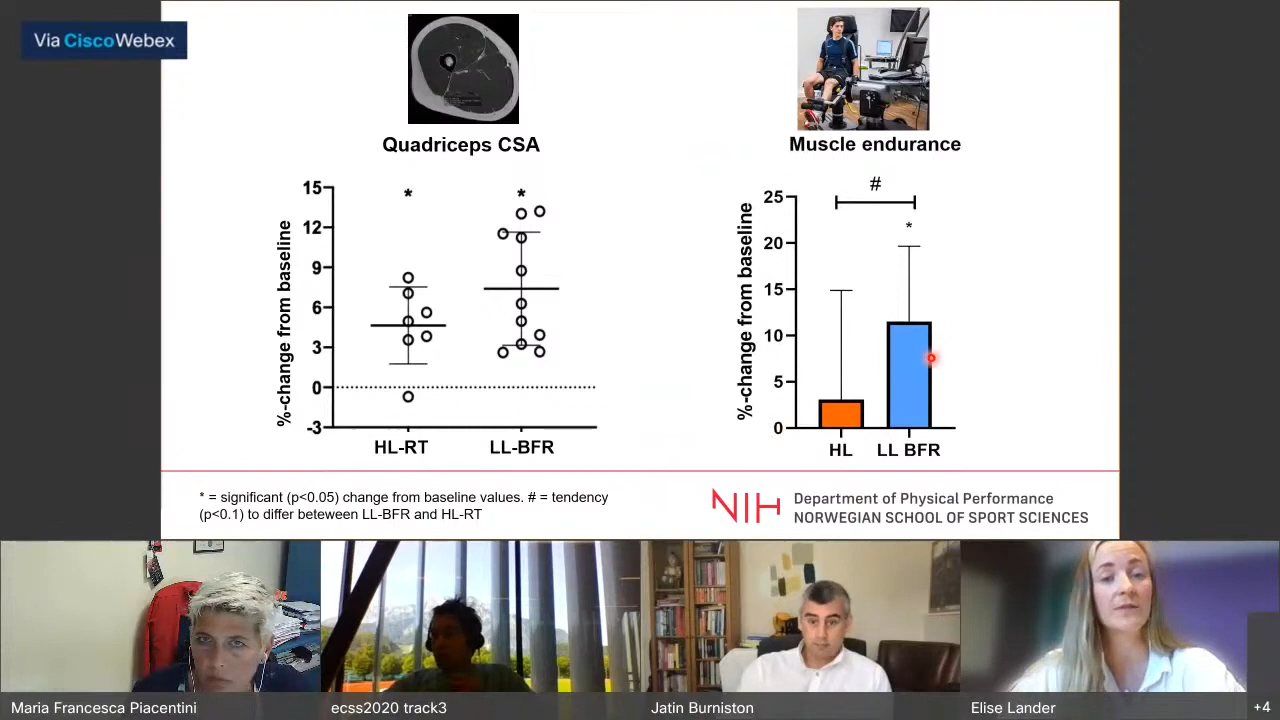 Via CiscoWebex
Quadriceps CSA
Muscle endurance
%-change from baseline
15
12
9
6
3
0
-3
*
*
HL-RT
LL-BFR
%-change from baseline
25
20
15
10
5
0
#
*
HL
LL BFR
* = significant (p<0.05) change from baseline values. # = tendency
(p<0.1) to differ beteween LL-BFR and HL-RT
NIH
Department of Physical Performance
NORWEGIAN SCHOOL OF SPORT SCIENCES
Maria Francesca Piacentini
ecss2020 track3
Jatin Burniston
Elise Lander
+4